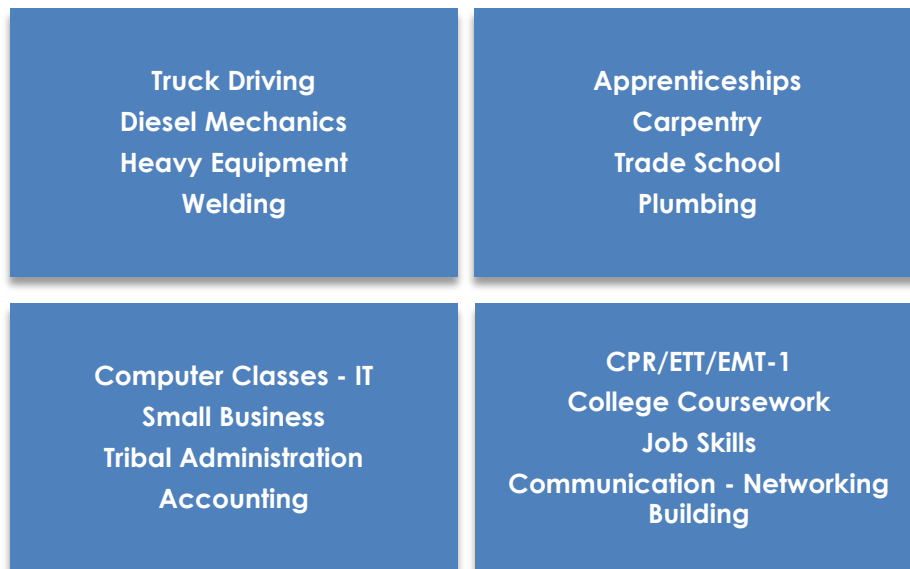 Truck Driving
Diesel Mechanics
Heavy Equipment
Welding
Apprenticeships
Carpentry
Trade School
Plumbing
Computer Classes - IT
Small Business
Tribal Administration
Accounting
CPR/ETT/EMT-1
College Coursework
Job Skills
Communication - Networking
Building